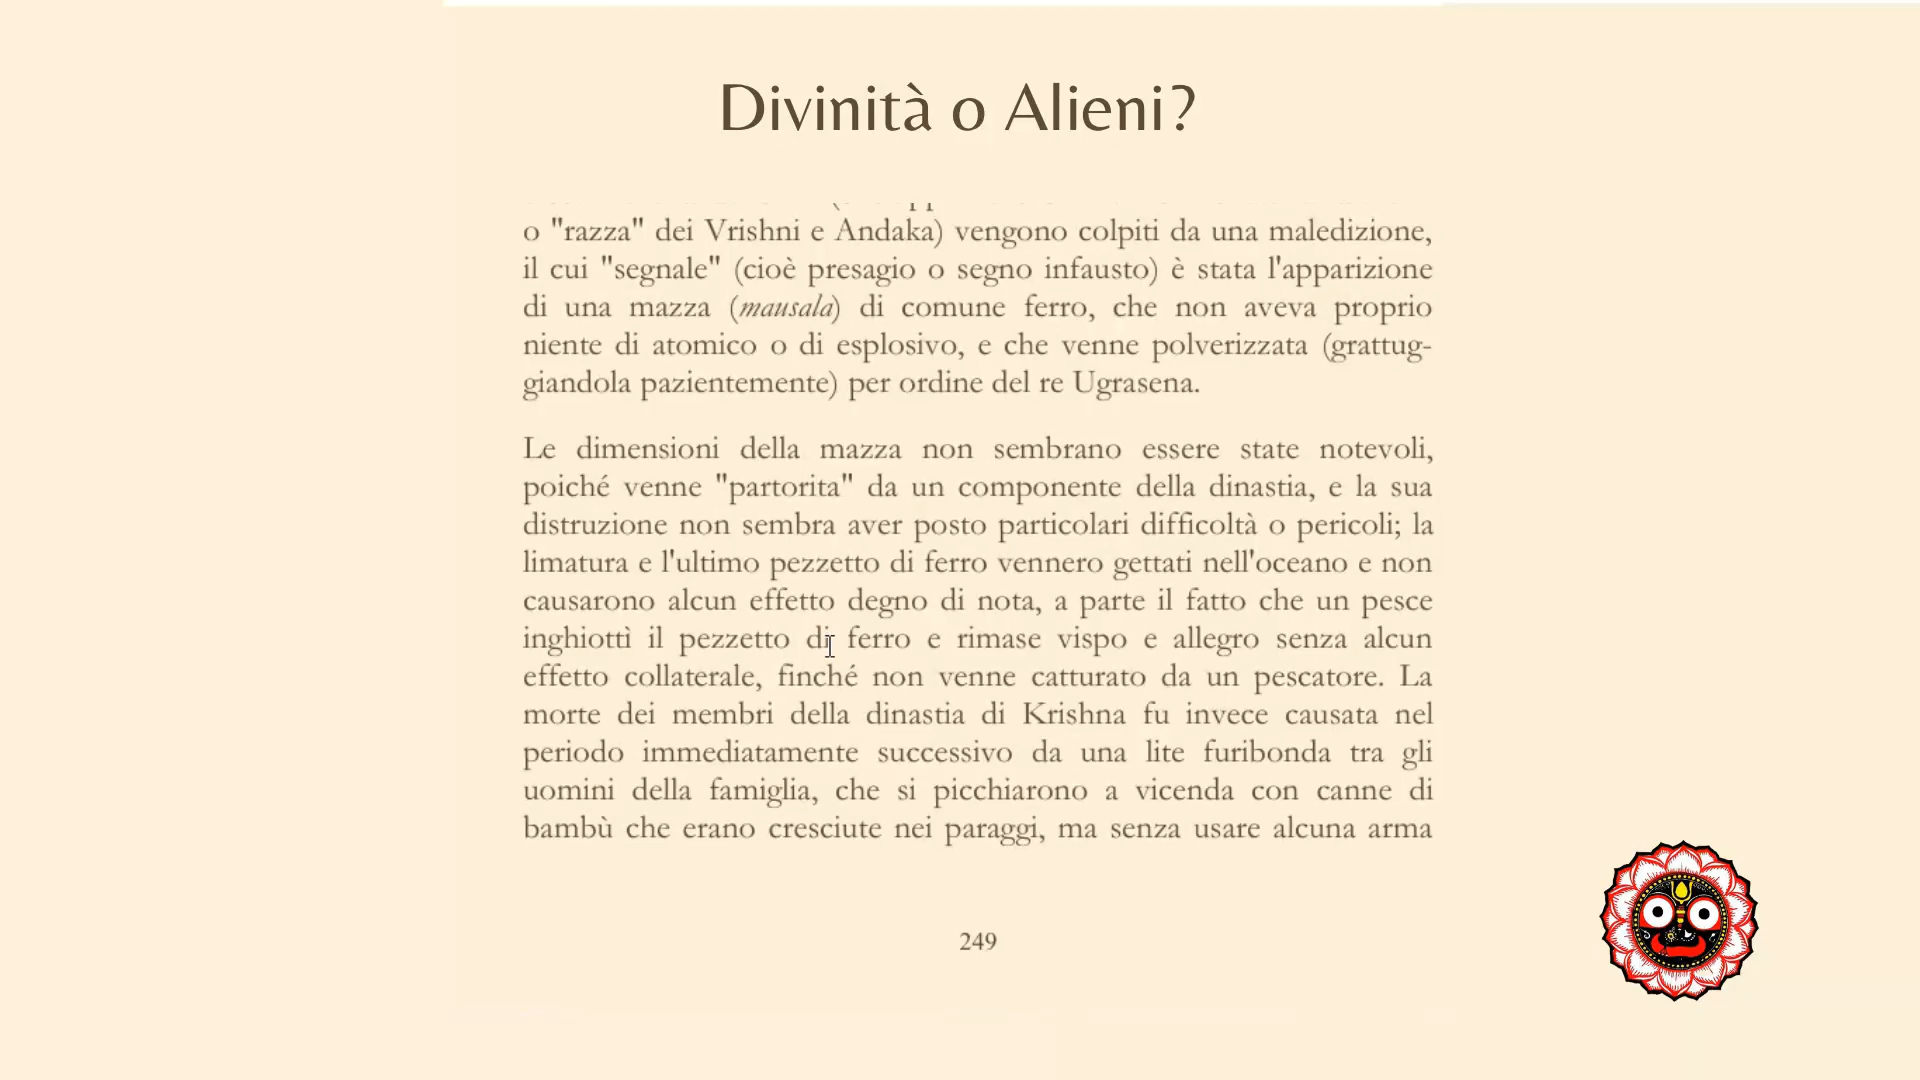 Divinità o Alieni?
o "razza" dei Vrishni e Andaka) vengono colpiti da una maledizione,
il cui "segnale" (cioè presagio o segno infausto) è stata l'apparizione
di una mazza (mausala) di comune ferro, che non aveva proprio
niente di atomico o di esplosivo, e che venne polverizzata (grattug-
giandola pazientemente) per ordine del re Ugrasena.
Le dimensioni della mazza non sembrano essere state notevoli,
poiché venne "partorita" da un componente della dinastia, e la sua
distruzione non sembra aver posto particolari difficoltà o pericoli; la
limatura e l'ultimo pezzetto di ferro vennero gettati nell'oceano e non
causarono alcun effetto degno di nota, a parte il fatto che un pesce
inghiottì il pezzetto di ferro e rimase vispo e allegro senza alcun
effetto collaterale, finché non venne catturato da un pescatore. La
morte dei membri della dinastia di Krishna fu invece causata nel
periodo immediatamente successivo da una lite furibonda tra gli
uomini della famiglia, che si picchiarono a vicenda con canne di
bambù che erano cresciute nei paraggi, ma senza usare alcuna arma
249